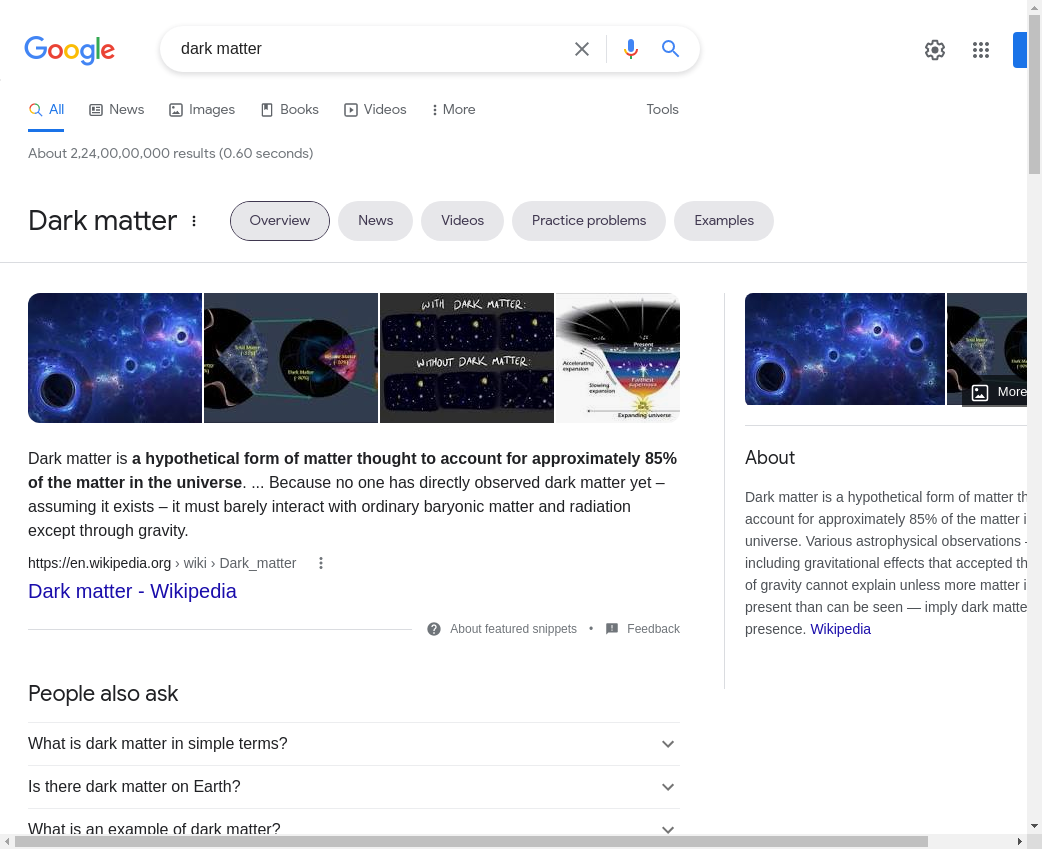 Google
dark matter
All
News
Images
Books
Videos
More
Tools
About 2,24,00,00,000 results (0.60 seconds)
Dark matter
Overview
News
Videos
Practice problems
Examples
WITH DARK MATTER:
WITHOUT DARK MATTER:
Present
Accelerating
expansion
Slowing
expansion
Farthest
supernova
Expanding universe
More
Dark matter is a hypothetical form of matter thought to account for approximately 85%
of the matter in the universe. ... Because no one has directly observed dark matter yet –
assuming it exists – it must barely interact with ordinary baryonic matter and radiation
except through gravity.
https://en.wikipedia.org › wiki › Dark_matter
Dark matter - Wikipedia
About featured snippets • Feedback
About
Dark matter is a hypothetical form of matter th
account for approximately 85% of the matter i
universe. Various astrophysical observations -
including gravitational effects that accepted th
of gravity cannot explain unless more matter i
present than can be seen — imply dark matte
presence. Wikipedia
People also ask
What is dark matter in simple terms?
Is there dark matter on Earth?
What is an example of dark matter?